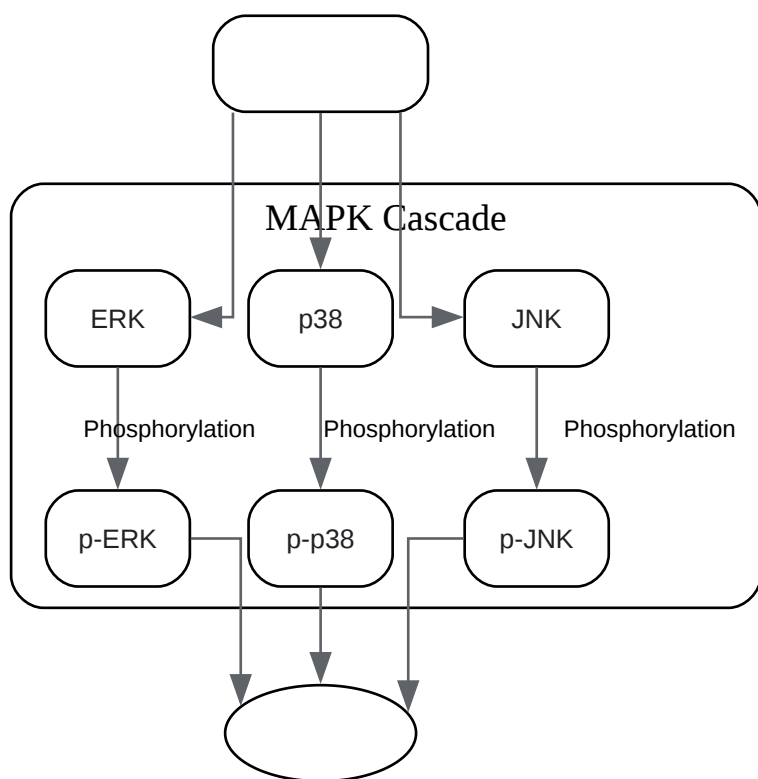 MAPK Cascade
ERK
p38
JNK
Phosphorylation
Phosphorylation
Phosphorylation
p-ERK
p-p38
p-JNK